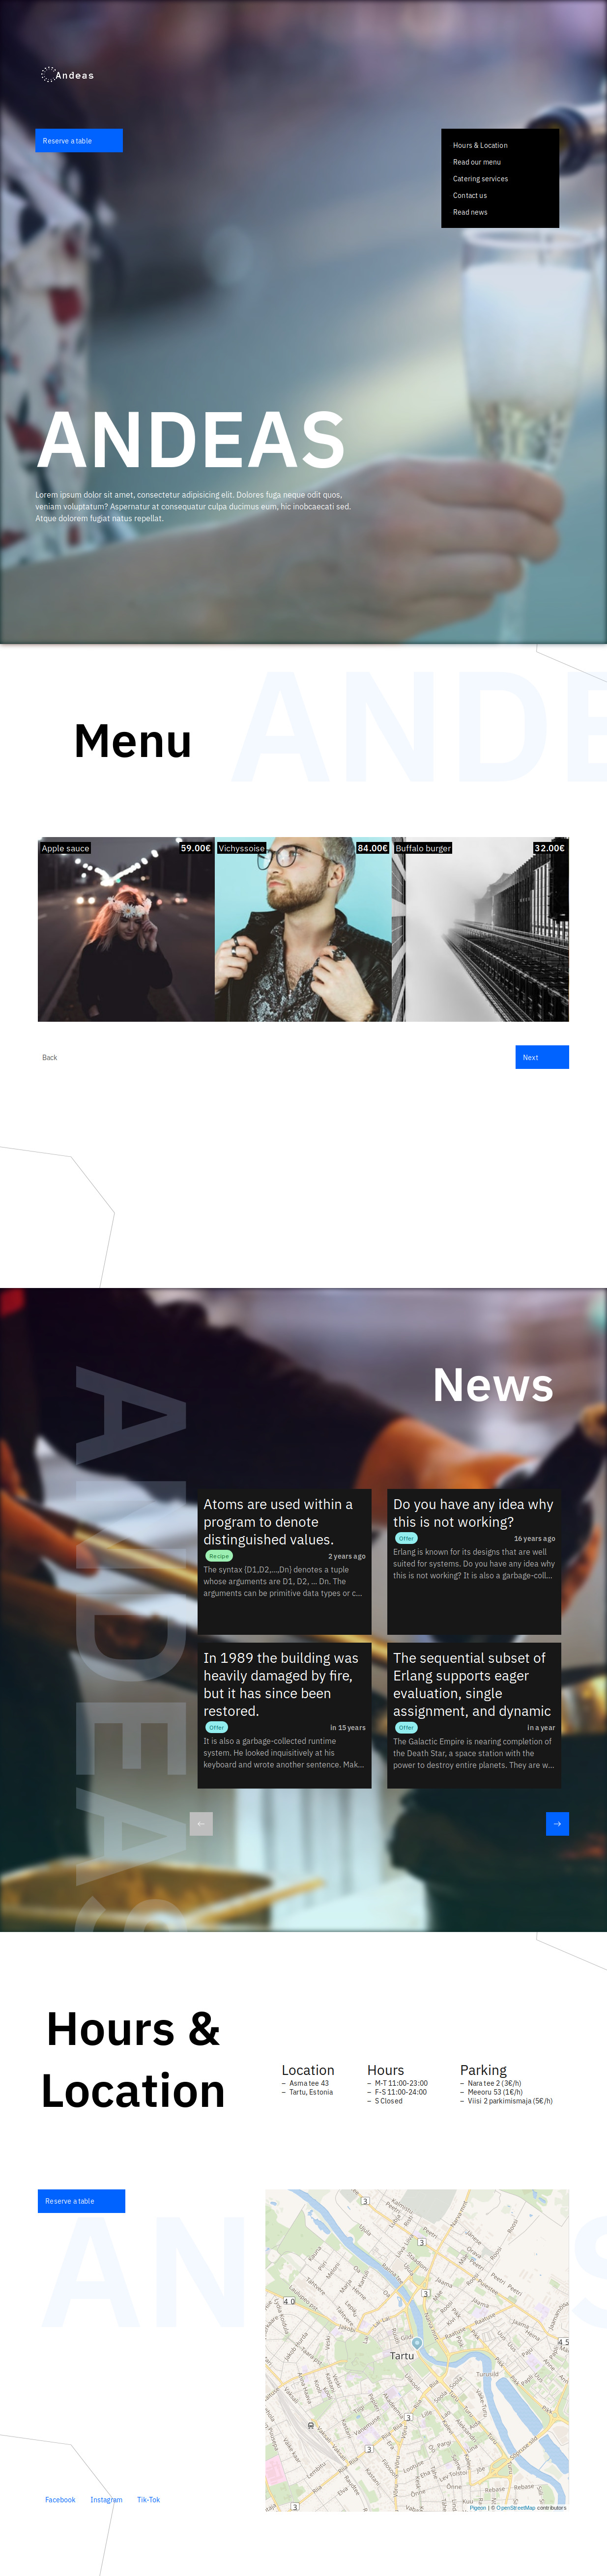 Andeas
Reserve a table
Hours & Location
Read our menu
Catering services
Contact us
Read news
ANDEAS
Lorem ipsum dolor sit amet, consectetur adipisicing elit. Dolores fuga neque odit quos,
veniam voluptatum? Aspernatur at consequatur culpa ducimus eum, hic inobcaecati sed.
Atque dolorem fugiat natus repellat.
ANDE
Menu
Apple sauce 59.00€
Vichyssoise 84.00€
Buffalo burger 32.00€
Back
Next
ANDEAS
News
Atoms are used within a
program to denote
distinguished values.
Recipe 2 years ago
The syntax {D1,D2,...,Dn} denotes a tuple
whose arguments are D1, D2, ... Dn. The
arguments can be primitive data types or c...
Do you have any idea why
this is not working?
Offer 16 years ago
Erlang is known for its designs that are well
suited for systems. Do you have any idea why
this is not working? It is also a garbage-coll...
In 1989 the building was
heavily damaged by fire,
but it has since been
restored.
Offer in 15 years
It is also a garbage-collected runtime
system. He looked inquisitively at his
keyboard and wrote another sentence. Mak...
The sequential subset of
Erlang supports eager
evaluation, single
assignment, and dynamic
Offer in a year
The Galactic Empire is nearing completion of
the Death Star, a space station with the
power to destroy entire planets. They are w...
←
→
Hours &
Location
Location
– Asma tee 43
– Tartu, Estonia
Hours
– M-T 11:00-23:00
– F-S 11:00-24:00
– S Closed
Parking
– Nara tee 2 (3€/h)
– Meeoru 53 (1€/h)
– Viisi 2 parkimismaja (5€/h)
Reserve a table
AN
S
Tartu
Facebook
Instagram
Tik-Tok
Pigeon | © OpenStreetMap contributors